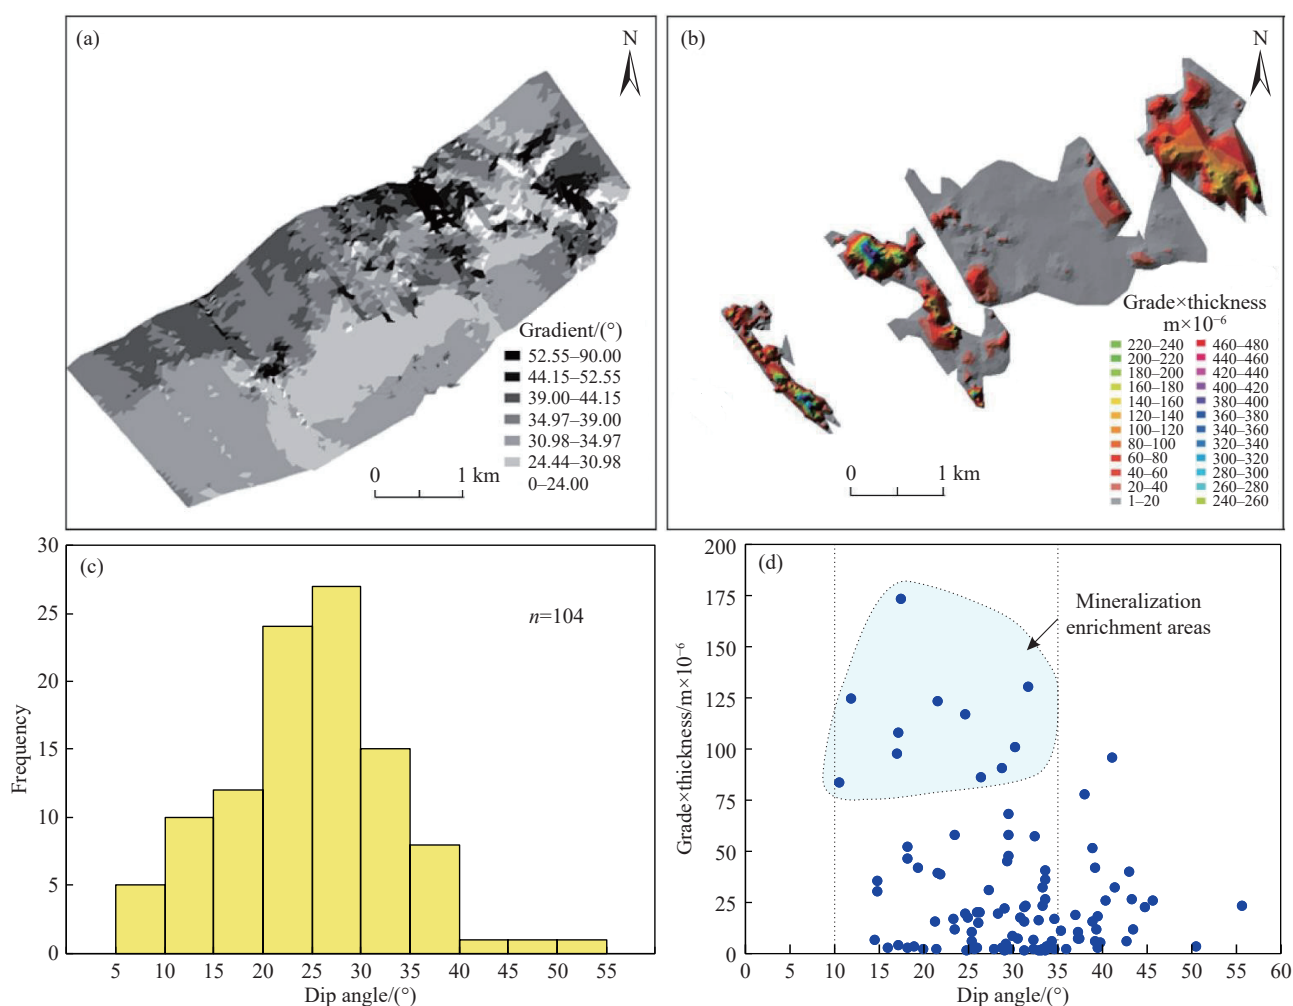 (a)
N
Gradient/(°)
52.55–90.00
44.15–52.55
39.00–44.15
34.97–39.00
30.98–34.97
24.44–30.98
0–24.00
0 1 km
(b)
N
Grade×thickness
m×10⁻⁶
220–240 460–480
200–220 440–460
180–200 420–440
160–180 400–420
140–160 380–400
120–140 360–380
100–120 340–360
80–100 320–340
60–80 300–320
40–60 280–300
20–40 260–280
1–20 240–260
0 1 km
(c)
n=104
Frequency
30
25
20
15
10
5
0
5 10 15 20 25 30 35 40 45 50 55
Dip angle/(°)
(d)
Mineralization
enrichment areas
Grade×thickness/m×10⁻⁶
200
175
150
125
100
75
50
25
0
0 5 10 15 20 25 30 35 40 45 50 55 60
Dip angle/(°)